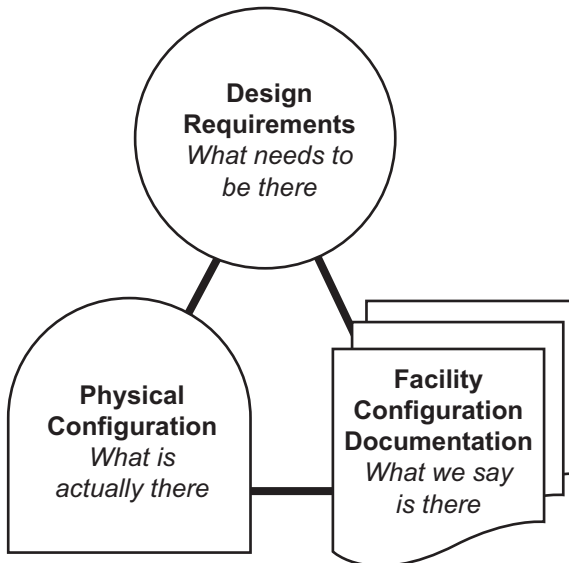 Design
Requirements
What needs to
be there
Physical
Configuration
What is
actually there
Facility
Configuration
Documentation
What we say
is there